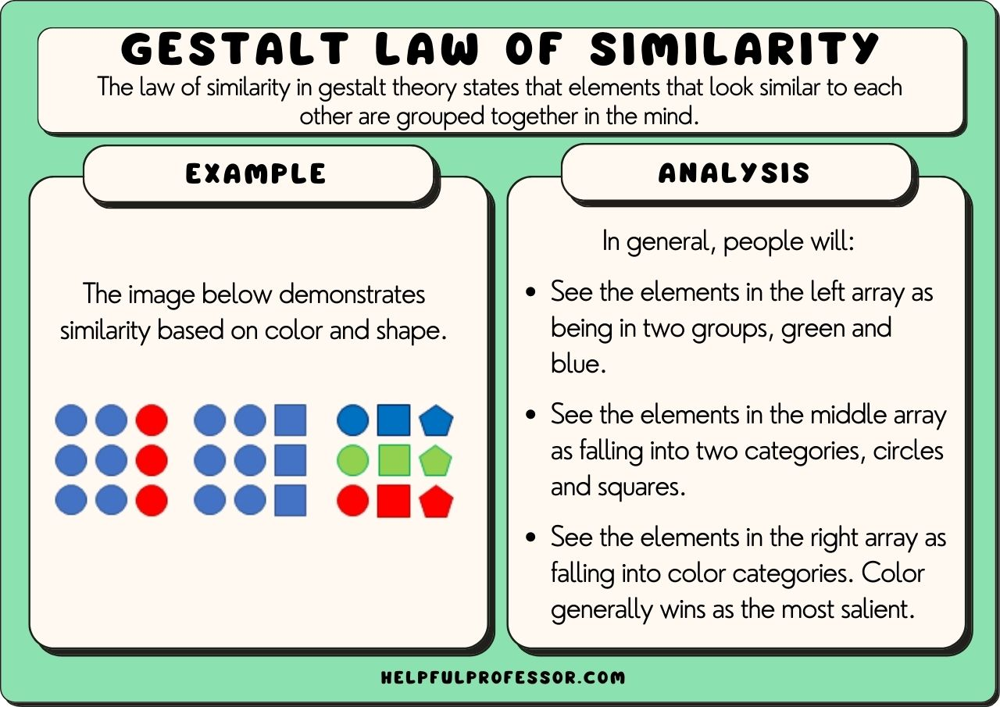 GESTALT LAW OF SIMILARITY
The law of similarity in gestalt theory states that elements that look similar to each
other are grouped together in the mind.
EXAMPLE
The image below demonstrates
similarity based on color and shape.
ANALYSIS
In general, people will:
• See the elements in the left array as
being in two groups, green and
blue.
• See the elements in the middle array
as falling into two categories, circles
and squares.
• See the elements in the right array as
falling into color categories. Color
generally wins as the most salient.
HELPFULPROFESSOR.COM